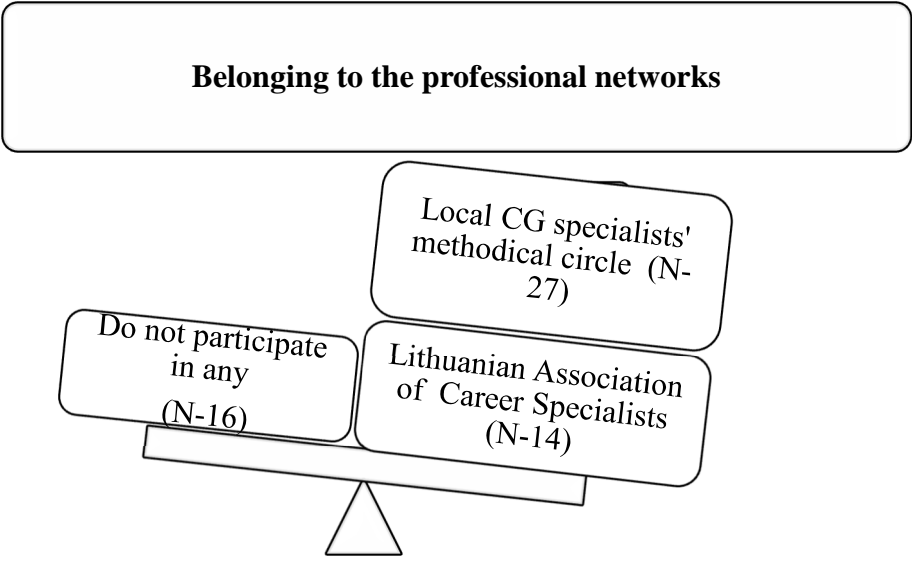 Belonging to the professional networks
Local CG specialists'
methodical circle (N-
27)
Do not participate
in any
(N-16)
Lithuanian Association
of Career Specialists
(N-14)